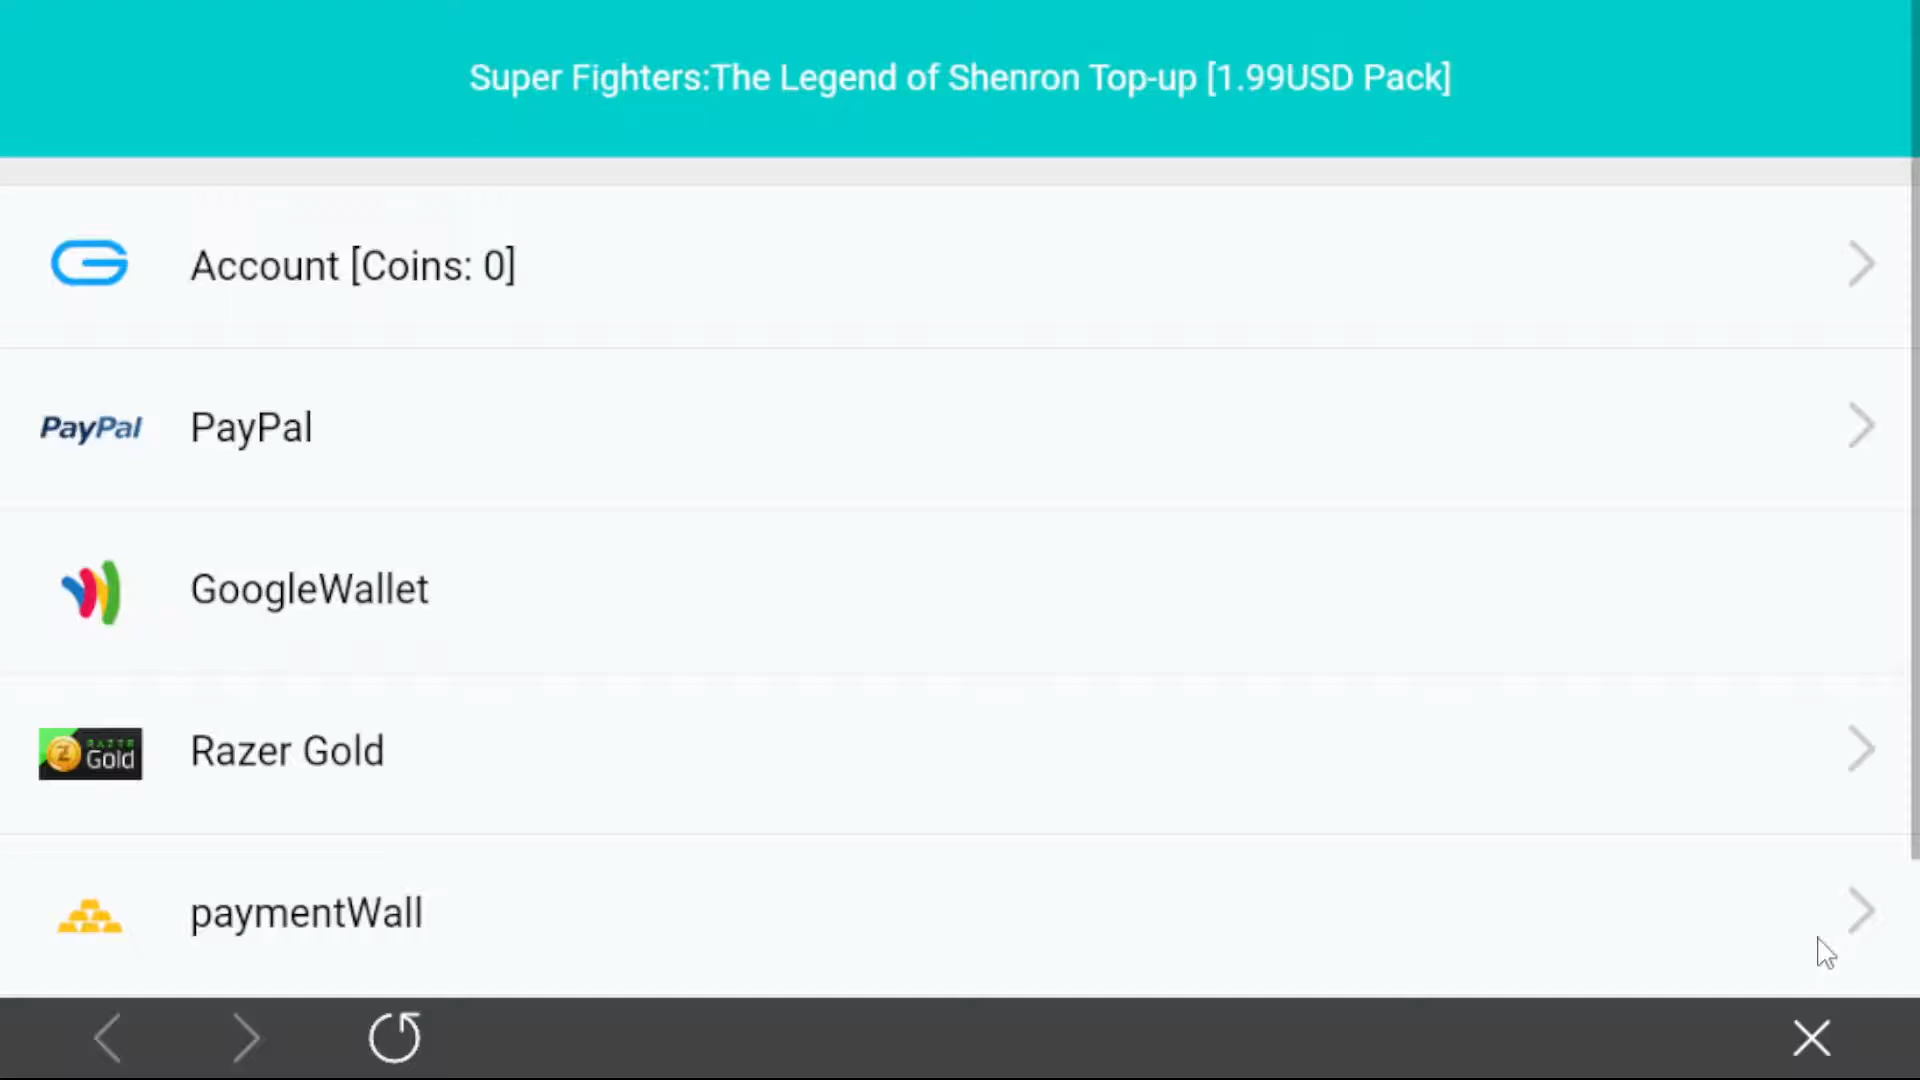 Super Fighters:The Legend of Shenron Top-up [1.99USD Pack]
Account [Coins: 0]
PayPal PayPal
GoogleWallet
RAZER
Gold Razer Gold
paymentWall